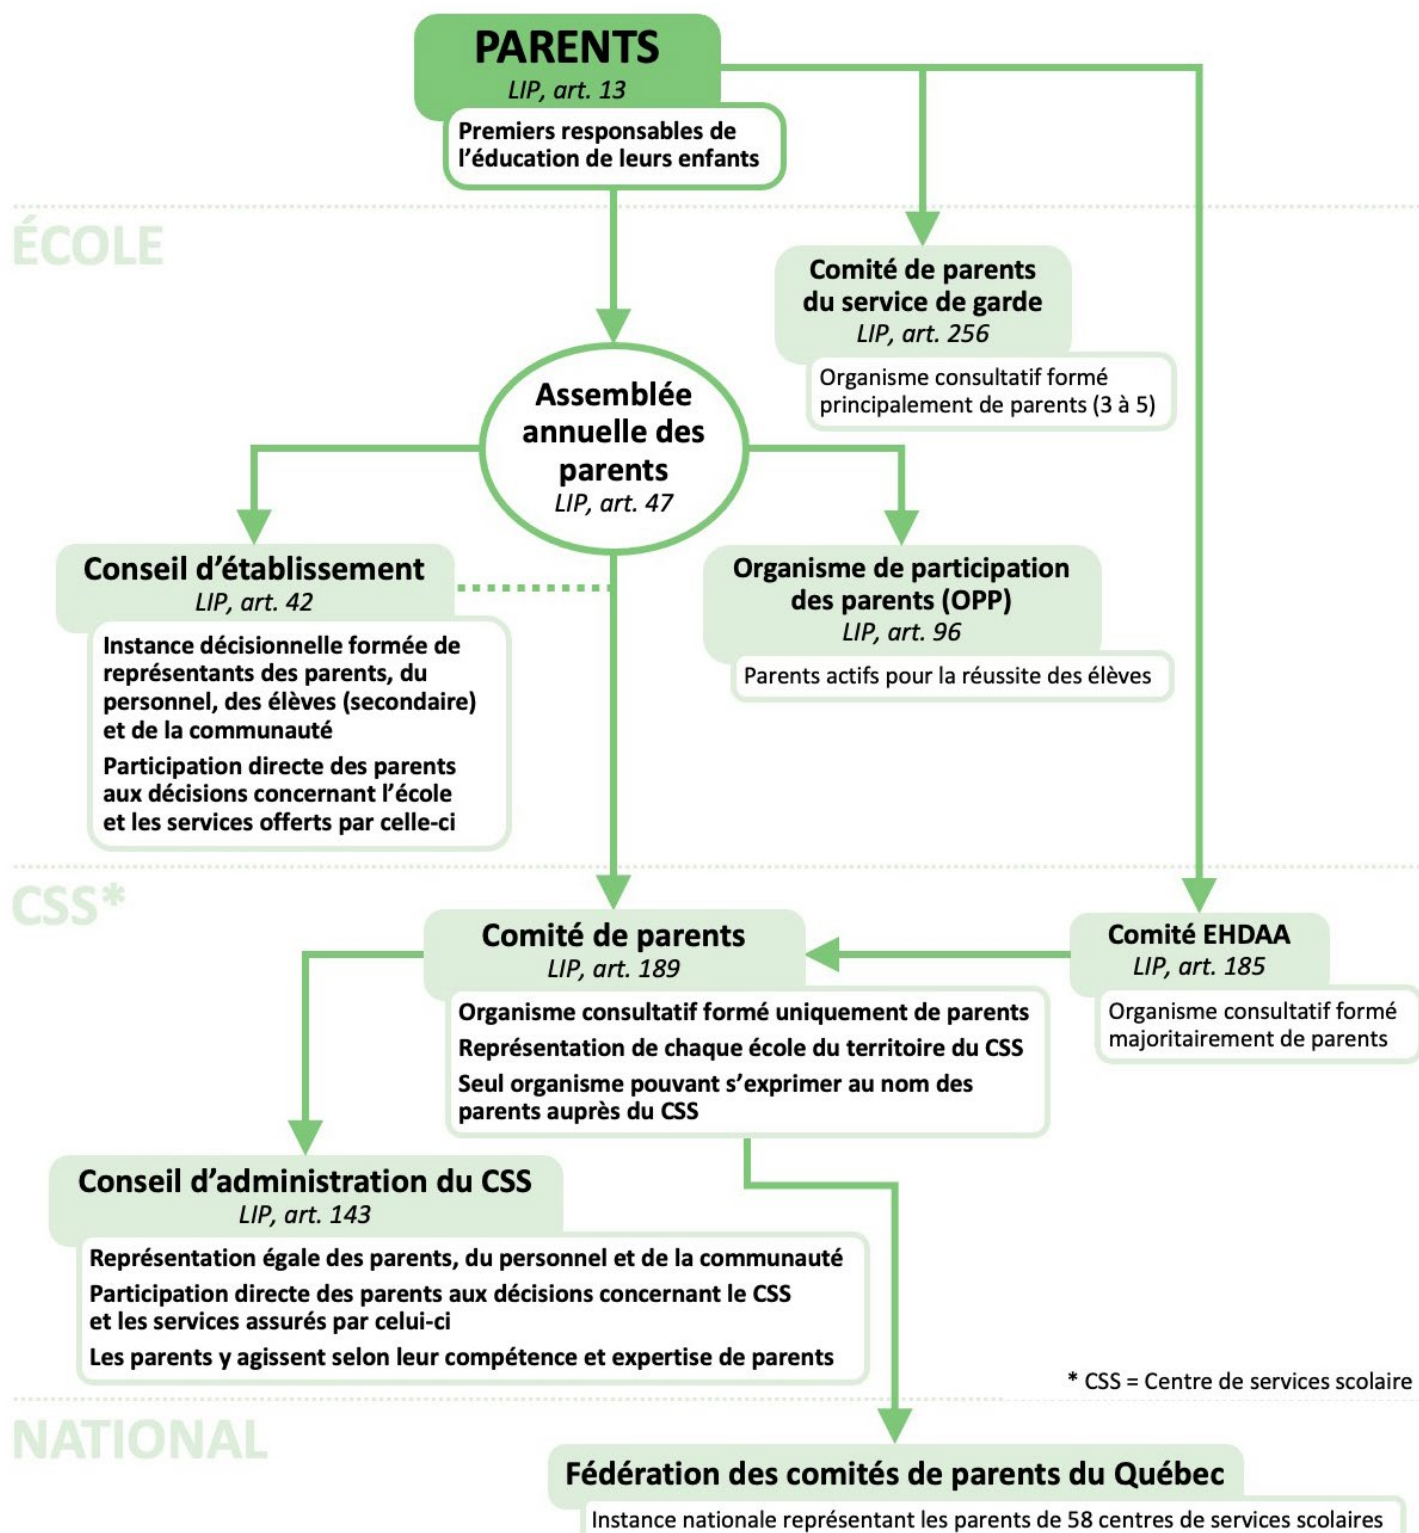 PARENTS
LIP, art. 13
Premiers responsables de
l'éducation de leurs enfants
ÉCOLE
Comité de parents
du service de garde
LIP, art. 256
Organisme consultatif formé
principalement de parents (3 à 5)
Assemblée
annuelle des
parents
LIP, art. 47
Conseil d'établissement
LIP, art. 42
Instance décisionnelle formée de
représentants des parents, du
personnel, des élèves (secondaire)
et de la communauté
Participation directe des parents
aux décisions concernant l'école
et les services offerts par celle-ci
Organisme de participation
des parents (OPP)
LIP, art. 96
Parents actifs pour la réussite des élèves
CSS*
Comité de parents
LIP, art. 189
Organisme consultatif formé uniquement de parents
Représentation de chaque école du territoire du CSS
Seul organisme pouvant s'exprimer au nom des
parents auprès du CSS
Comité EHDAA
LIP, art. 185
Organisme consultatif formé
majoritairement de parents
Conseil d'administration du CSS
LIP, art. 143
Représentation égale des parents, du personnel et de la communauté
Participation directe des parents aux décisions concernant le CSS
et les services assurés par celui-ci
Les parents y agissent selon leur compétence et expertise de parents
* CSS = Centre de services scolaire
NATIONAL
Fédération des comités de parents du Québec
Instance nationale représentant les parents de 58 centres de services scolaires